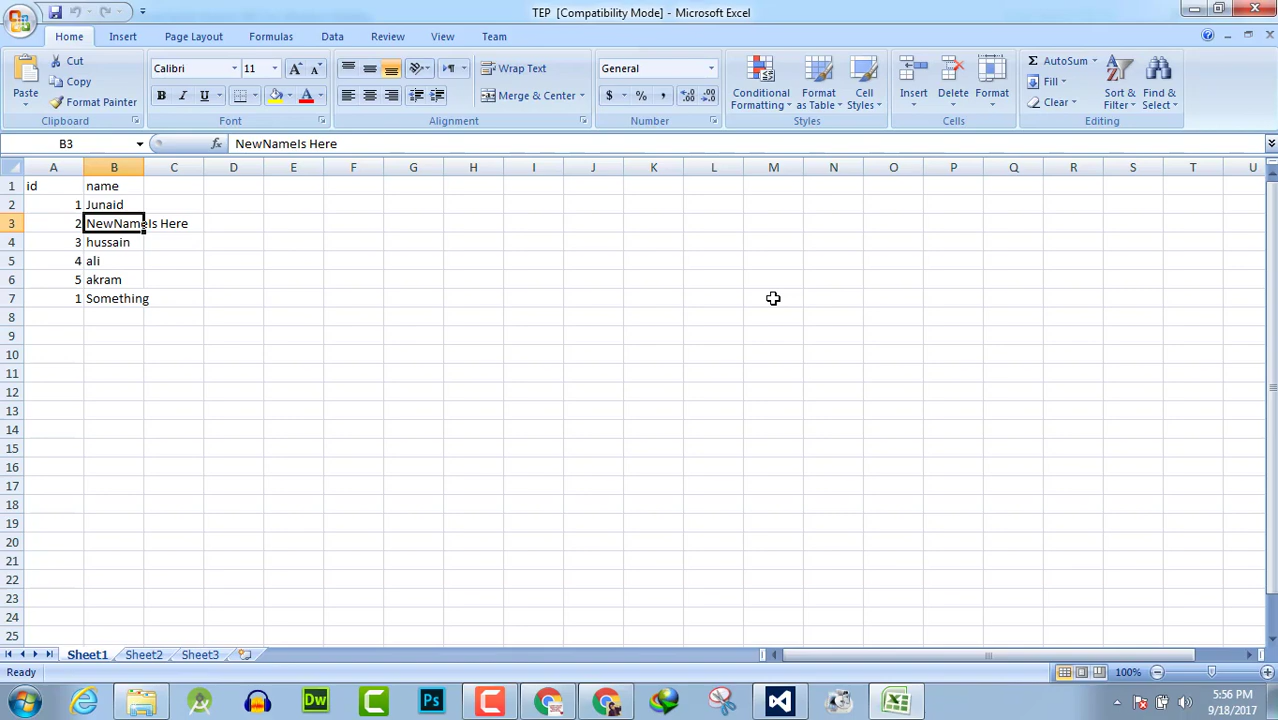 TEP [Compatibility Mode] - Microsoft Excel
Home Insert Page Layout Formulas Data Review View Team
Paste
Cut
Copy
Format Painter
Clipboard
Calibri 11
B I U A A A
Font
Wrap Text
Merge & Center
Alignment
General
$ % ,
Number
Conditional Formatting
Format as Table
Cell Styles
Styles
Insert Delete Format
Cells
Σ AutoSum
Fill
Clear
Sort & Filter
Find & Select
Editing
B3 fx NewNameIs Here
A B C D E F G H I J K L M N O P Q R S T U
1 id name
2 1 Junaid
3 2 NewNameIs Here
4 3 hussain
5 4 ali
6 5 akram
7 1 Something
8
9
10
11
12
13
14
15
16
17
18
19
20
21
22
23
24
25
Sheet1 Sheet2 Sheet3
Ready 100%
Dw Ps
5:56 PM
9/18/2017